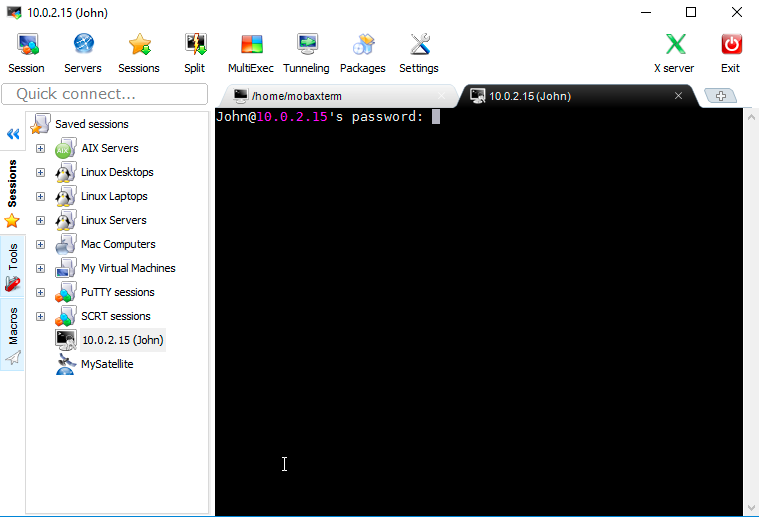 10.0.2.15 (John)
Session Servers Sessions Split MultiExec Tunneling Packages Settings X server Exit
Quick connect...
/home/mobaxterm
10.0.2.15 (John)
Sessions
Tools
Macros
Saved sessions
AIX Servers
Linux Desktops
Linux Laptops
Linux Servers
Mac Computers
My Virtual Machines
PuTTY sessions
SCRT sessions
10.0.2.15 (John)
MySatellite
John@10.0.2.15's password: